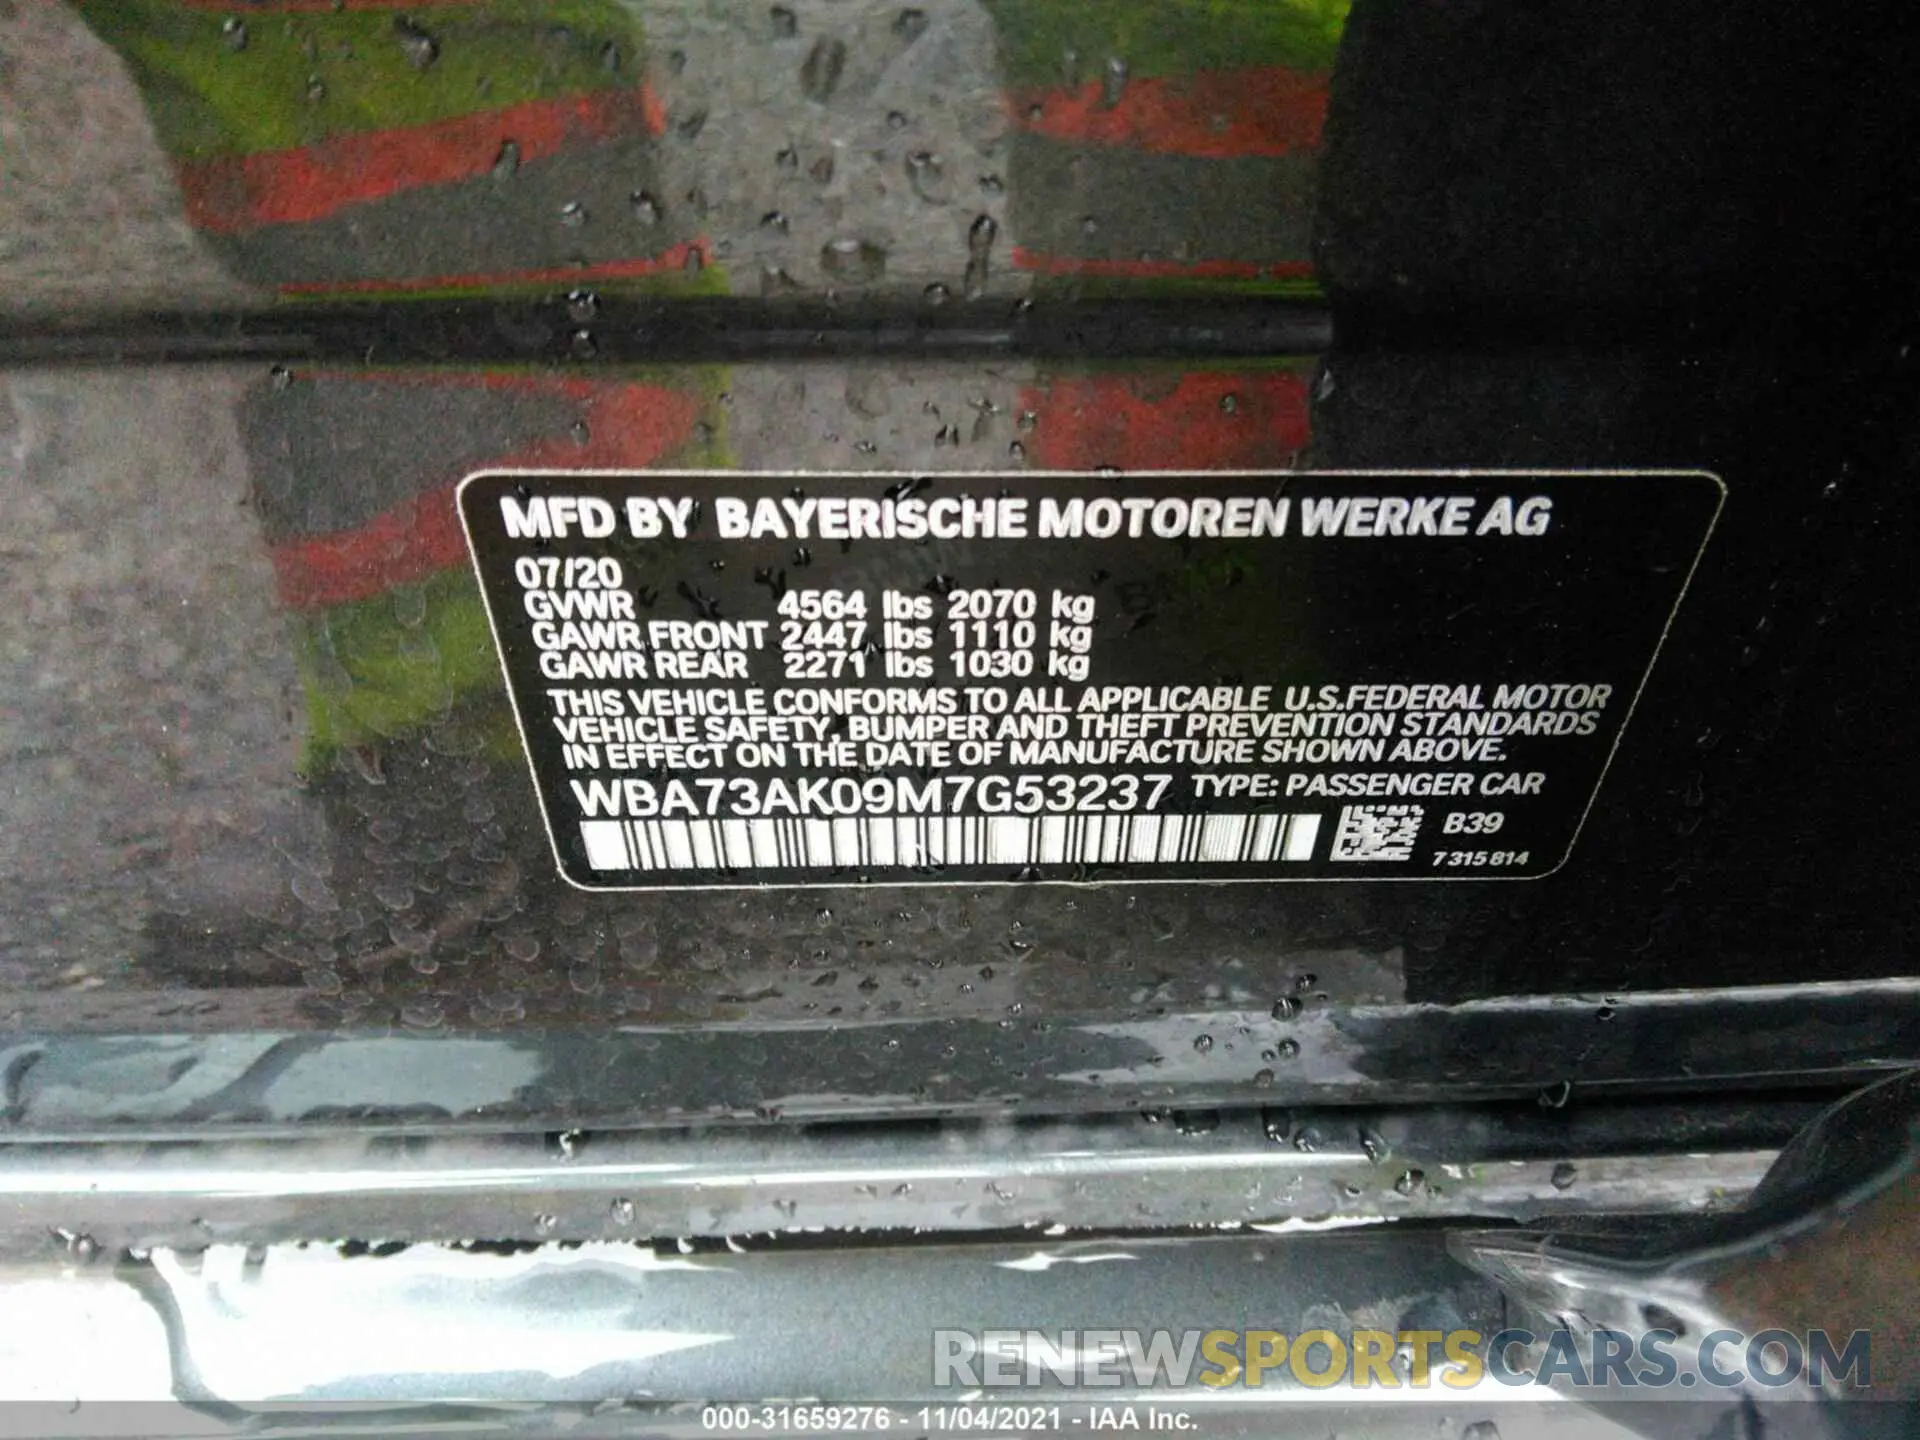 MFD BY BAYERISCHE MOTOREN WERKE AG
07/20
GVWR 4564 lbs 2070 kg
GAWR FRONT 2447 lbs 1110 kg
GAWR REAR 2271 lbs 1030 kg
THIS VEHICLE CONFORMS TO ALL APPLICABLE U.S.FEDERAL MOTOR
VEHICLE SAFETY, BUMPER AND THEFT PREVENTION STANDARDS
IN EFFECT ON THE DATE OF MANUFACTURE SHOWN ABOVE.
WBA73AK09M7G53237 TYPE: PASSENGER CAR
B39
7 315 814
RENEWSPORTSCARS.COM
000-31659276 - 11/04/2021 - IAA Inc.